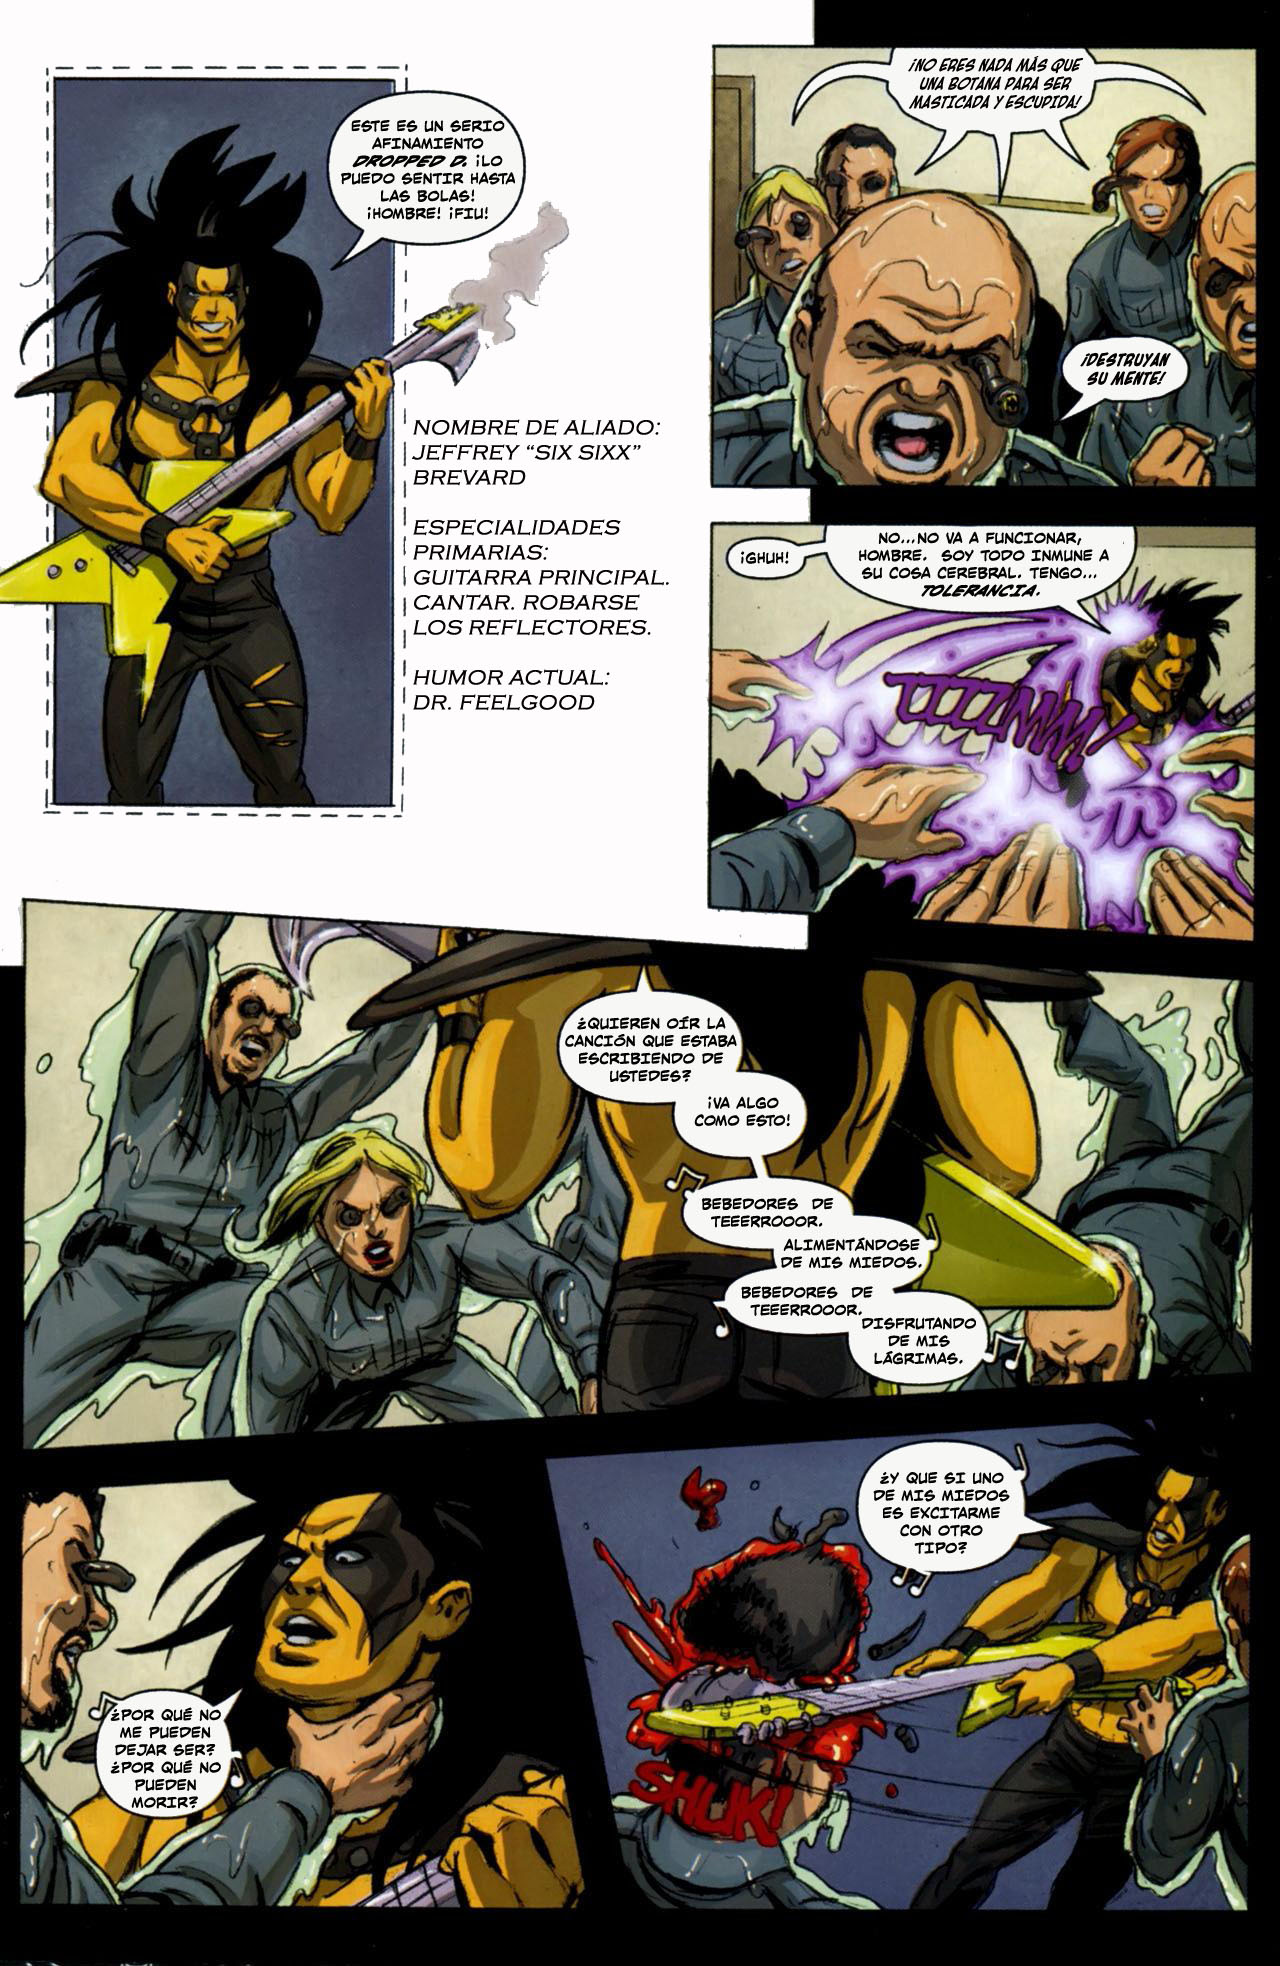 ESTE ES UN SERIO
AFINAMIENTO
DROPPED D. ¡LO
PUEDO SENTIR HASTA
LAS BOLAS!
¡HOMBRE! ¡FIU!
NOMBRE DE ALIADO:
JEFFREY “SIX SIXX”
BREVARD
ESPECIALIDADES
PRIMARIAS:
GUITARRA PRINCIPAL.
CANTAR. ROBARSE
LOS REFLECTORES.
HUMOR ACTUAL:
DR. FEELGOOD
¡NO ERES NADA MÁS QUE
UNA BOTANA PARA SER
MASTICADA Y ESCUPIDA!
¡DESTRUYAN
SU MENTE!
¡GHUH!
NO...NO VA A FUNCIONAR,
HOMBRE. SOY TODO INMUNE A
SU COSA CEREBRAL. TENGO...
TOLERANCIA.
ZZZZZMMM!
¿QUIEREN OÍR LA
CANCIÓN QUE ESTABA
ESCRIBIENDO DE
USTEDES?
¡VA ALGO
COMO ESTO!
BEBEDORES DE
TEEERROOOR.
ALIMENTÁNDOSE
DE MIS MIEDOS.
BEBEDORES DE
TEEERROOOR.
DISFRUTANDO
DE MIS
LÁGRIMAS.
¿POR QUÉ NO
ME PUEDEN
DEJAR SER?
¿POR QUÉ NO
PUEDEN
MORIR?
¿Y QUE SI UNO
DE MIS MIEDOS
ES EXCITARME
CON OTRO
TIPO?
SHUK!